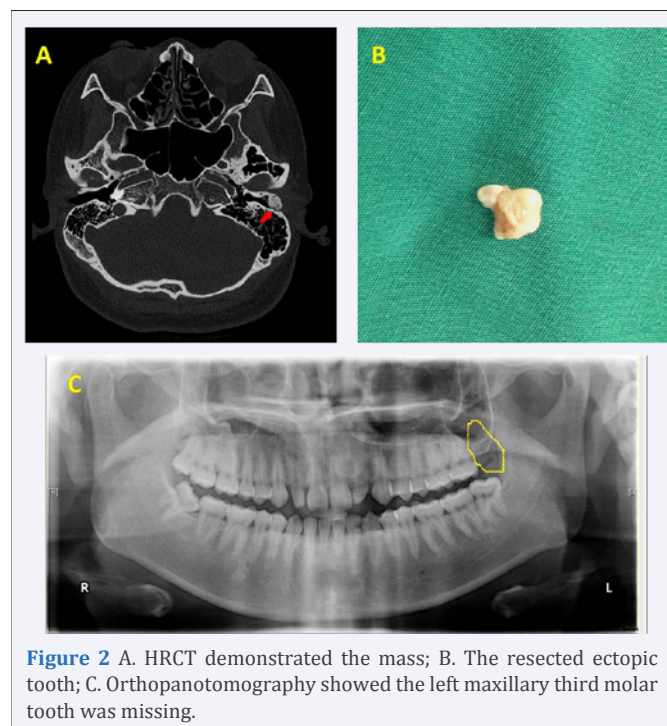 A
B
C
R
L
Figure 2 A. HRCT demonstrated the mass; B. The resected ectopic
tooth; C. Orthopanotomography showed the left maxillary third molar
tooth was missing.